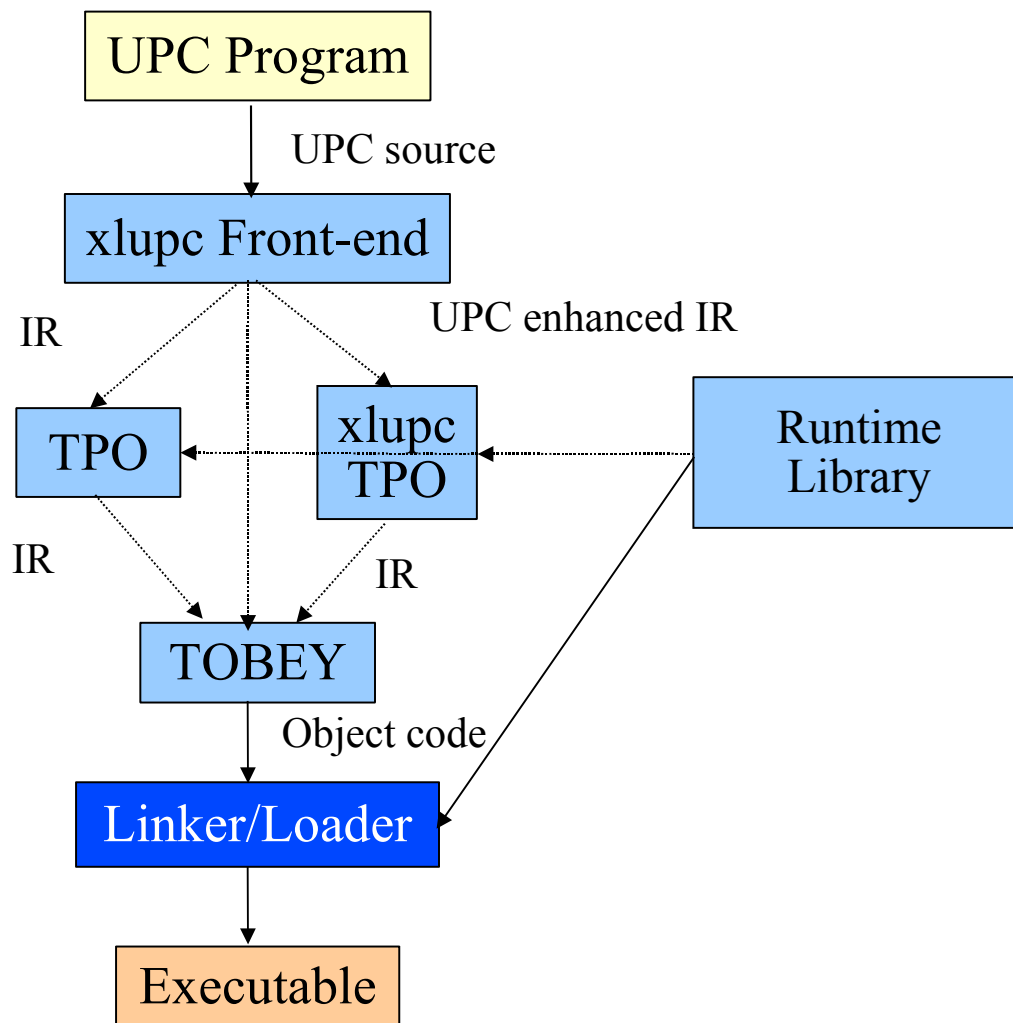 UPC Program
UPC source
xlupc Front-end
IR
UPC enhanced IR
TPO
xlupc
TPO
Runtime
Library
IR
IR
TOBEY
Object code
Linker/Loader
Executable